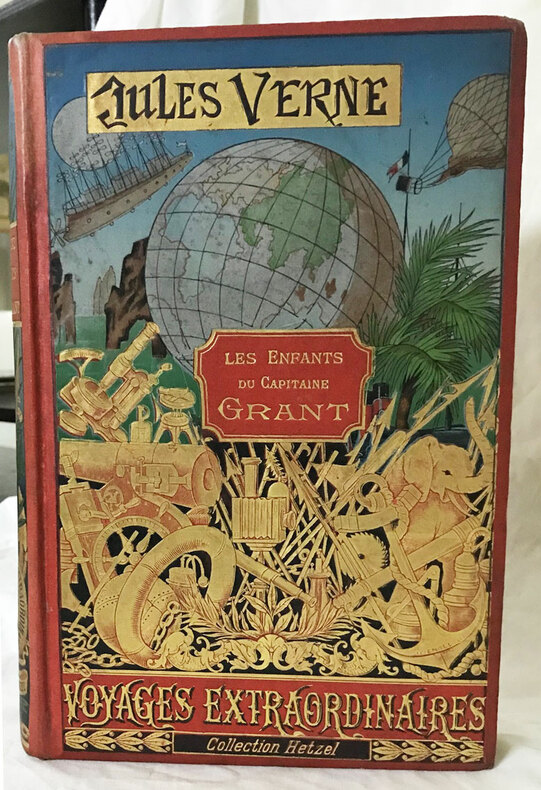 JULES VERNE
LES ENFANTS
DU CAPITAINE
GRANT
VOYAGES EXTRAORDINAIRES
Collection Hetzel